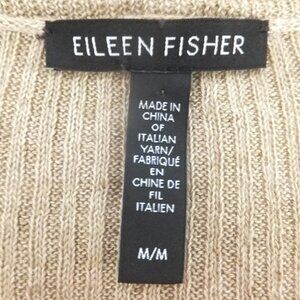 EILEEN FISHER
MADE IN
CHINA
OF
ITALIAN
YARN/
FABRIQUÉ
EN
CHINE DE
FIL
ITALIEN
M/M